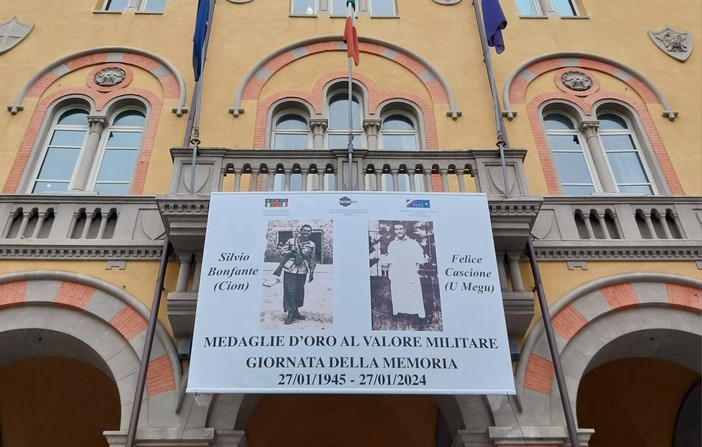 Silvio
Bonfante
(Cion)
Felice
Cascione
(U Megu)
MEDAGLIE D'ORO AL VALORE MILITARE
GIORNATA DELLA MEMORIA
27/01/1945 - 27/01/2024